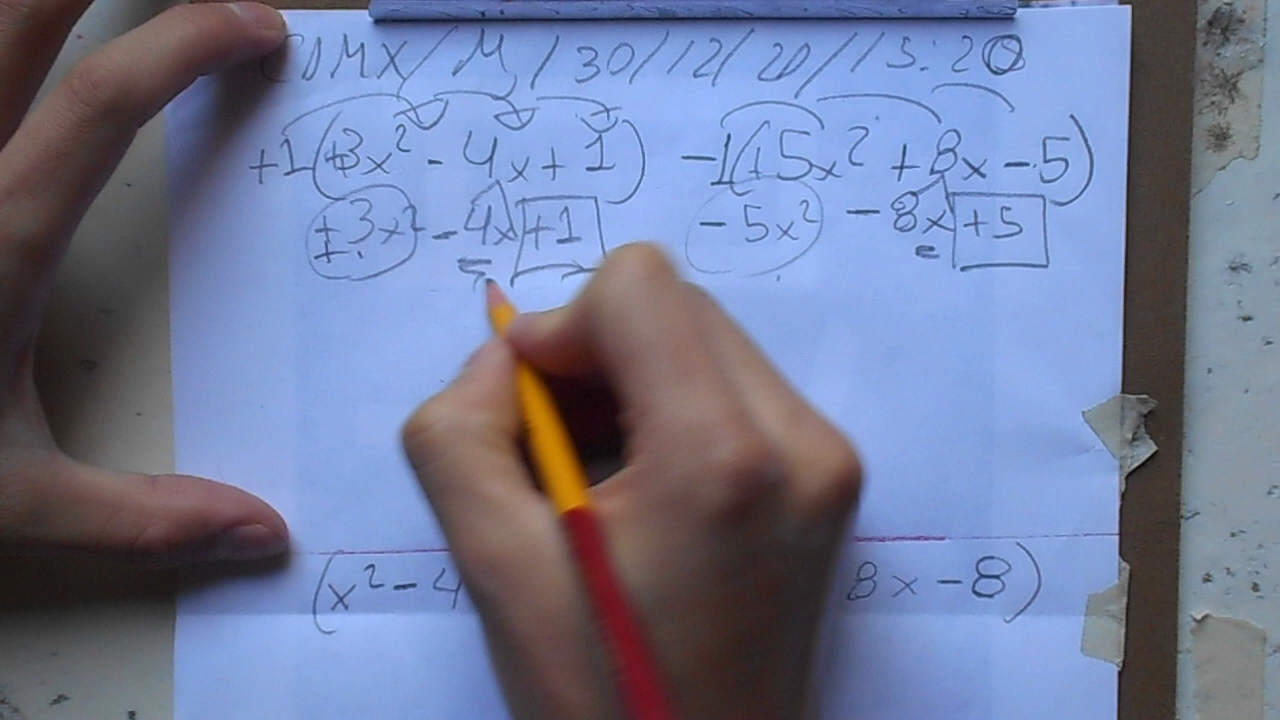 CDMX / M / 30/12/20/15:20
+1(+3x² - 4x + 1) -1(+5x² + 8x - 5)
+3x² - 4x +1 - 5x² - 8x +5
(x² - 4 8x - 8)